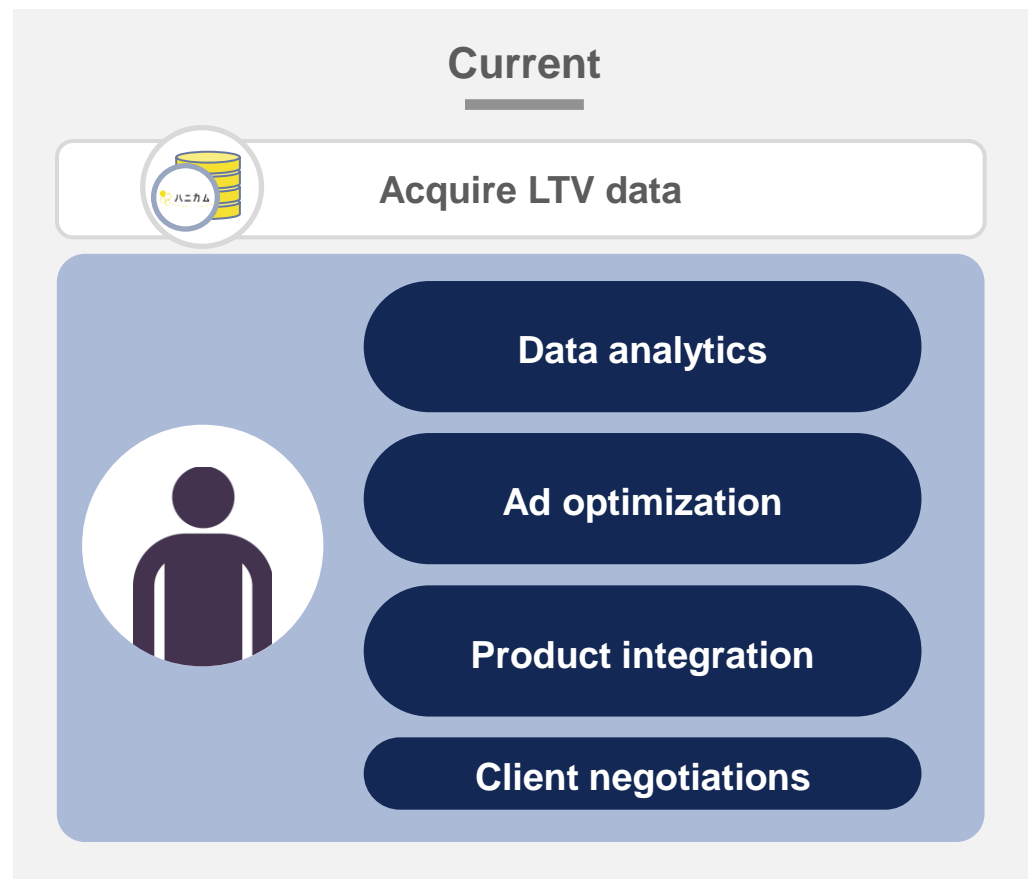 Current
ハニカム
Acquire LTV data
Data analytics
Ad optimization
Product integration
Client negotiations